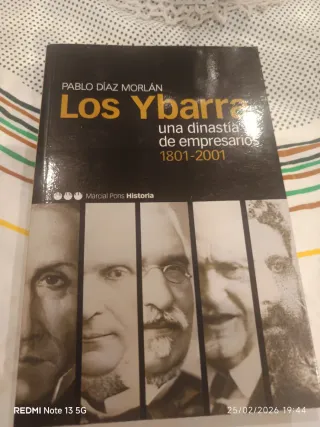 PABLO DÍAZ MORLÁN
Los Ybarra
una dinastía
de empresarios
1801-2001
Marcial Pons Historia
REDMI Note 13 5G
25/02/2026 19:44